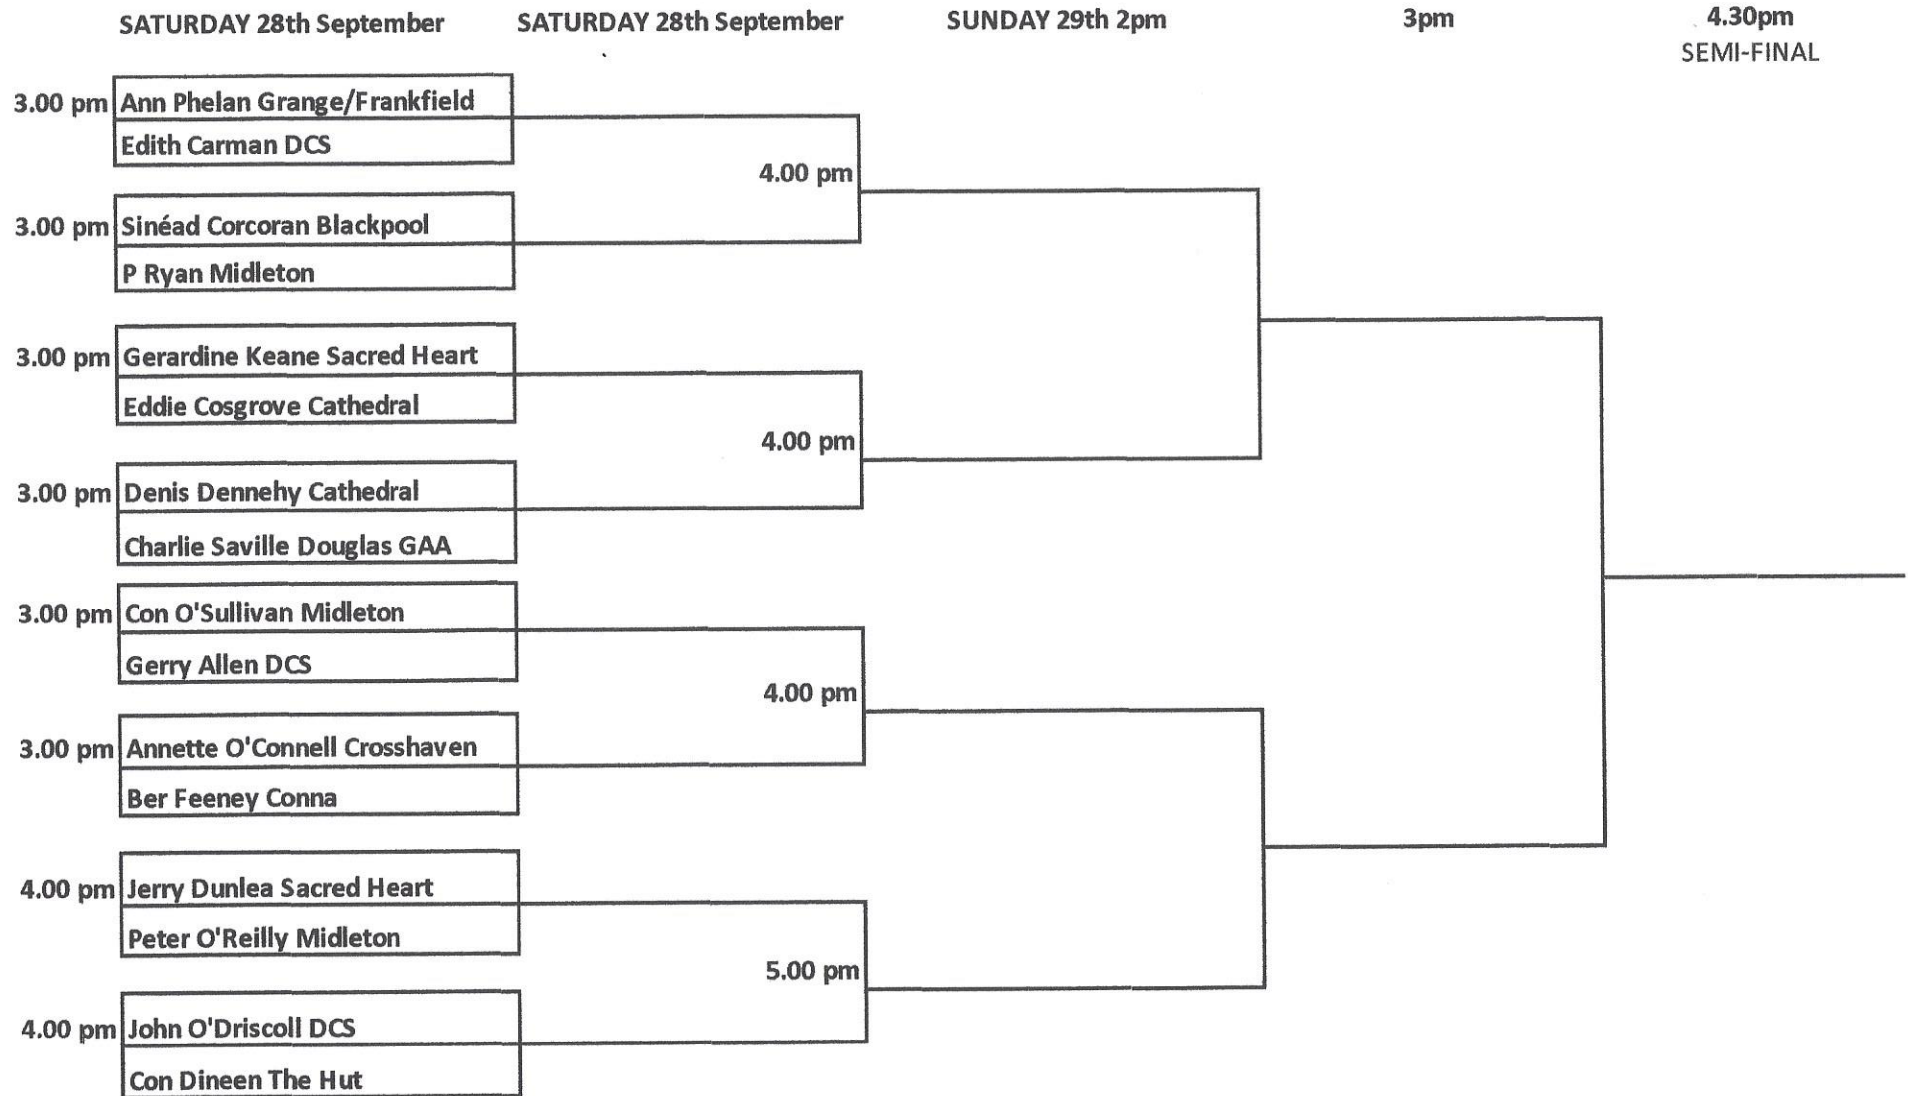 SATURDAY 28th September SATURDAY 28th September SUNDAY 29th 2pm 3pm 4.30pm
SEMI-FINAL
3.00 pm Ann Phelan Grange/Frankfield
Edith Carman DCS
4.00 pm
3.00 pm Sinéad Corcoran Blackpool
P Ryan Midleton
3.00 pm Gerardine Keane Sacred Heart
Eddie Cosgrove Cathedral
4.00 pm
3.00 pm Denis Dennehy Cathedral
Charlie Saville Douglas GAA
3.00 pm Con O'Sullivan Midleton
Gerry Allen DCS
4.00 pm
3.00 pm Annette O'Connell Crosshaven
Ber Feeney Conna
4.00 pm Jerry Dunlea Sacred Heart
Peter O'Reilly Midleton
5.00 pm
4.00 pm John O'Driscoll DCS
Con Dineen The Hut